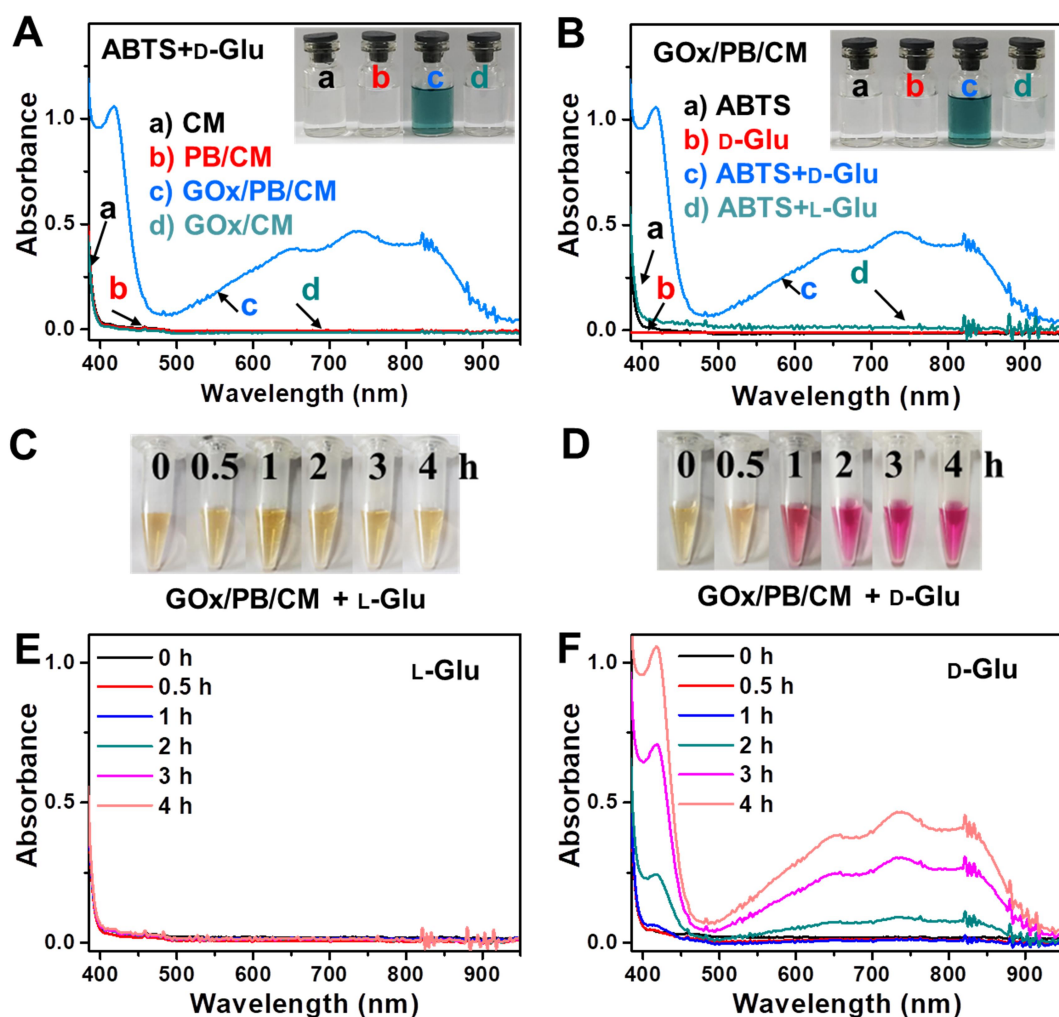 A
ABTS+D-Glu
a b c d
a) CM
b) PB/CM
c) GOx/PB/CM
d) GOx/CM
a
b
c
d
Absorbance
1.0
0.5
0.0
400 500 600 700 800 900
Wavelength (nm)
B
GOx/PB/CM
a b c d
a) ABTS
b) D-Glu
c) ABTS+D-Glu
d) ABTS+L-Glu
a
b
c
d
Absorbance
1.0
0.5
0.0
400 500 600 700 800 900
Wavelength (nm)
C
0 0.5 1 2 3 4 h
GOx/PB/CM + L-Glu
D
0 0.5 1 2 3 4 h
GOx/PB/CM + D-Glu
E
L-Glu
0 h
0.5 h
1 h
2 h
3 h
4 h
Absorbance
1.0
0.5
0.0
400 500 600 700 800 900
Wavelength (nm)
F
D-Glu
0 h
0.5 h
1 h
2 h
3 h
4 h
Absorbance
1.0
0.5
0.0
400 500 600 700 800 900
Wavelength (nm)